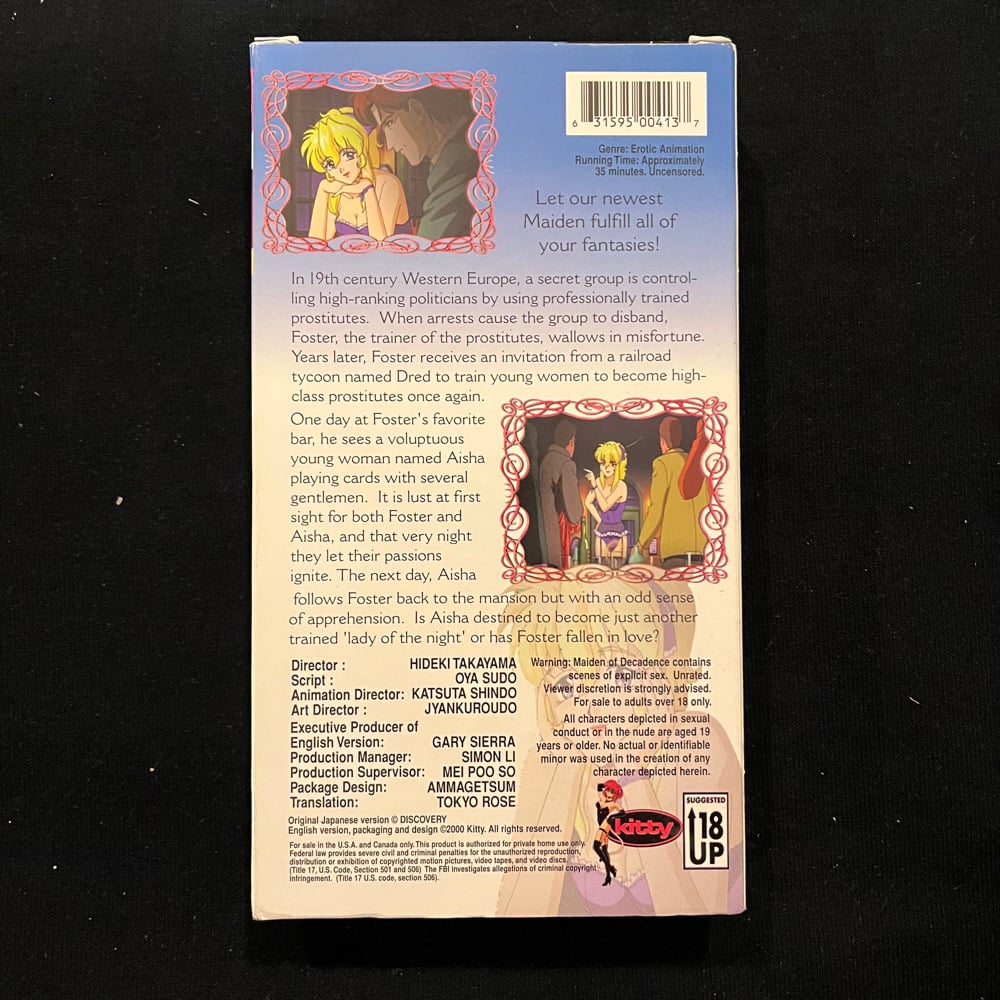 6 31595 00413 7
Genre: Erotic Animation
Running Time: Approximately
35 minutes. Uncensored.
Let our newest
Maiden fulfill all of
your fantasies!
In 19th century Western Europe, a secret group is control-
ling high-ranking politicians by using professionally trained
prostitutes. When arrests cause the group to disband,
Foster, the trainer of the prostitutes, wallows in misfortune.
Years later, Foster receives an invitation from a railroad
tycoon named Dred to train young women to become high-
class prostitutes once again.
One day at Foster's favorite
bar, he sees a voluptuous
young woman named Aisha
playing cards with several
gentlemen. It is lust at first
sight for both Foster and
Aisha, and that very night
they let their passions
ignite. The next day, Aisha
follows Foster back to the mansion but with an odd sense
of apprehension. Is Aisha destined to become just another
trained 'lady of the night' or has Foster fallen in love?
Director : HIDEKI TAKAYAMA
Script : OYA SUDO
Animation Director: KATSUTA SHINDO
Art Director : JYANKUROUDO
Executive Producer of
English Version: GARY SIERRA
Production Manager: SIMON LI
Production Supervisor: MEI POO SO
Package Design: AMMAGETSUM
Translation: TOKYO ROSE
Warning: Maiden of Decadence contains
scenes of explicit sex. Unrated.
Viewer discretion is strongly advised.
For sale to adults over 18 only.
All characters depicted in sexual
conduct or in the nude are aged 19
years or older. No actual or identifiable
minor was used in the creation of any
character depicted herein.
Original Japanese version © DISCOVERY
English version, packaging and design ©2000 Kitty. All rights reserved.
For sale in the U.S.A. and Canada only. This product is authorized for private home use only.
Federal law provides severe civil and criminal penalties for the unauthorized reproduction,
distribution or exhibition of copyrighted motion pictures, video tapes, and video discs.
(Title 17, U.S. Code, Section 501 and 506) The FBI investigates allegations of criminal copyright
infringement. (Title 17 U.S. code, section 506).
kitty
SUGGESTED
18
UP